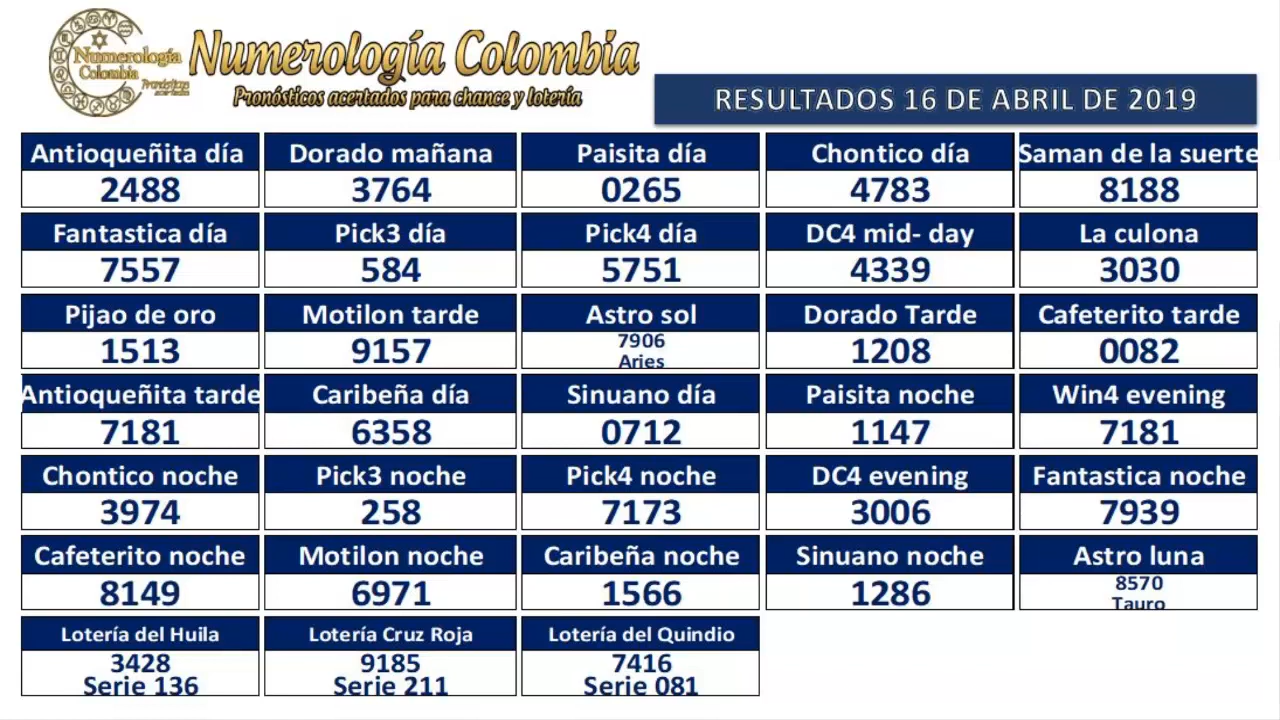 Numerología
Colombia
Pronósticos
Numerología Colombia
Pronósticos acertados para chance y lotería
RESULTADOS 16 DE ABRIL DE 2019
Antioqueñita día Dorado mañana Paisita día Chontico día Saman de la suerte
2488 3764 0265 4783 8188
Fantastica día Pick3 día Pick4 día DC4 mid- day La culona
7557 584 5751 4339 3030
Pijao de oro Motilon tarde Astro sol Dorado Tarde Cafeterito tarde
1513 9157 7906 1208 0082
Aries
Antioqueñita tarde Caribeña día Sinuano día Paisita noche Win4 evening
7181 6358 0712 1147 7181
Chontico noche Pick3 noche Pick4 noche DC4 evening Fantastica noche
3974 258 7173 3006 7939
Cafeterito noche Motilon noche Caribeña noche Sinuano noche Astro luna
8149 6971 1566 1286 8570
Tauro
Lotería del Huila Lotería Cruz Roja Lotería del Quindio
3428 9185 7416
Serie 136 Serie 211 Serie 081